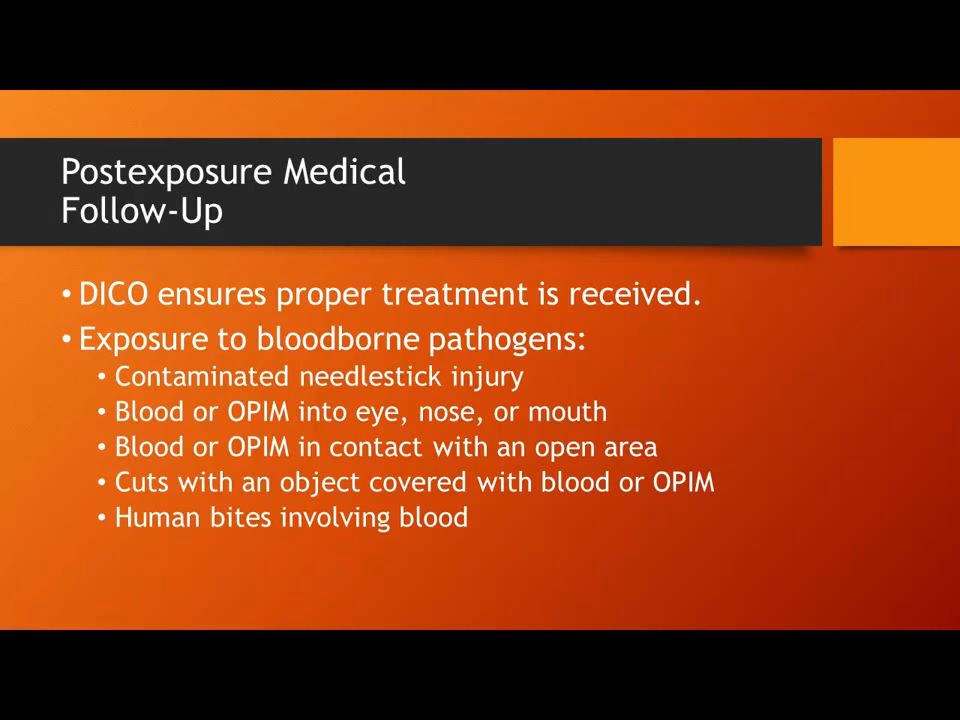 Postexposure Medical
Follow-Up
• DICO ensures proper treatment is received.
• Exposure to bloodborne pathogens:
• Contaminated needlestick injury
• Blood or OPIM into eye, nose, or mouth
• Blood or OPIM in contact with an open area
• Cuts with an object covered with blood or OPIM
• Human bites involving blood